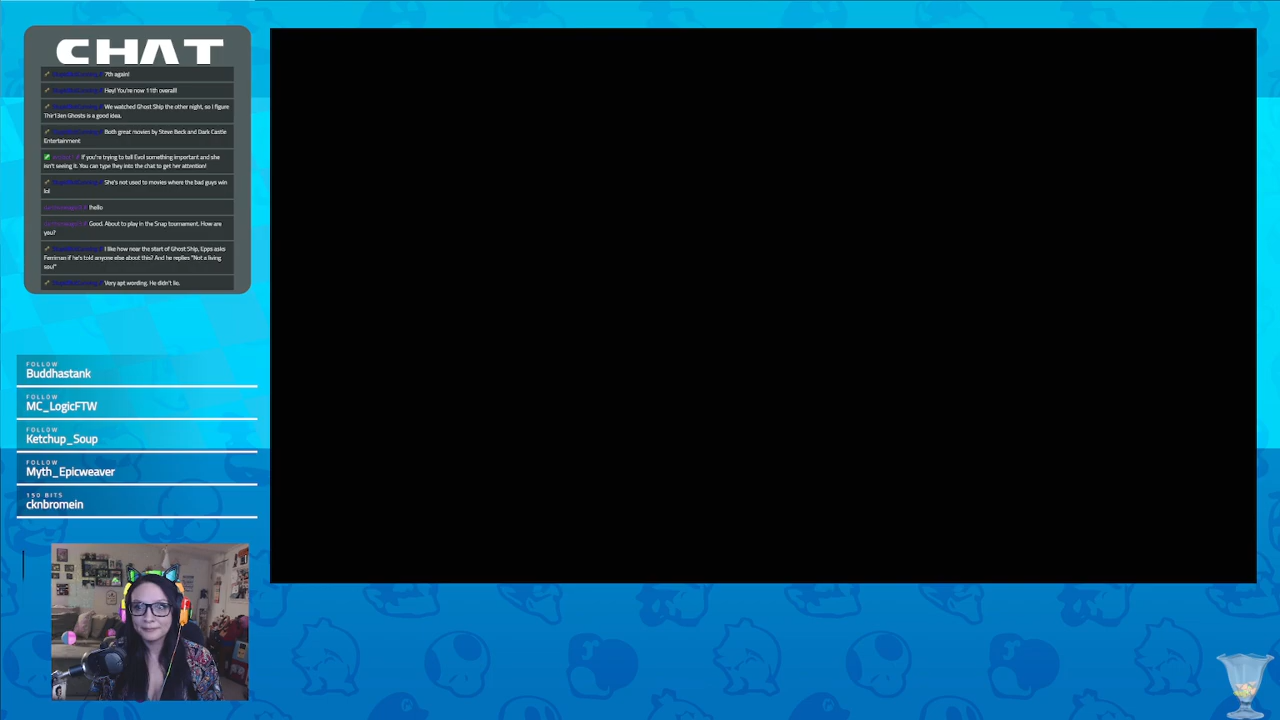 CHAT
7th again!
Hey! You're now 11th overall!
We watched Ghost Ship the other night, so I figure
Thir13en Ghosts is a good idea.
Both great movies by Steve Beck and Dark Castle
Entertainment!
If you're trying to tell Evol something important and she
isn't seeing it. You can type !hey into the chat to get her attention!
She's not used to movies where the bad guys win
lol
!hello
Good. About to play in the Snap tournament. How are
you?
I like how near the start of Ghost Ship, Epps asks
Ferriman if he's told anyone else about this? And he replies "Not a living
soul"
Very apt wording. He didn't lie.
FOLLOW
Buddhastank
FOLLOW
MC_LogicFTW
FOLLOW
Ketchup_Soup
FOLLOW
Myth_Epicweaver
150 BITS
cknbromein